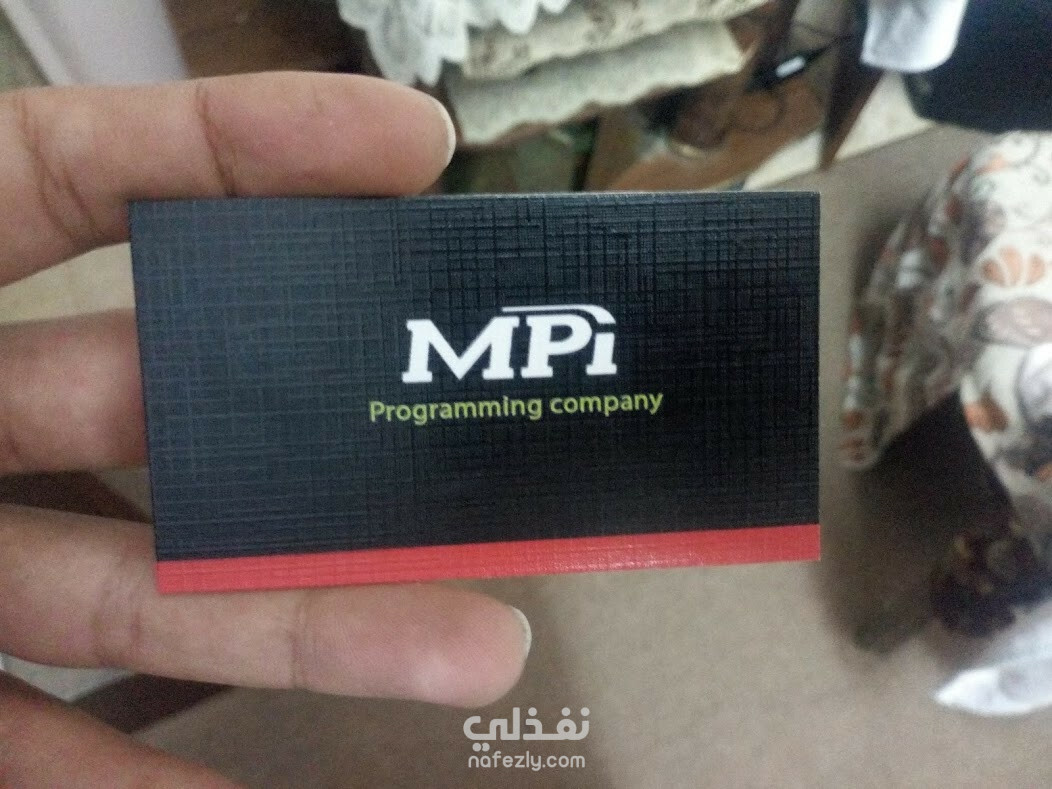 MPi
Programming company
نفذلي
nafezly.com